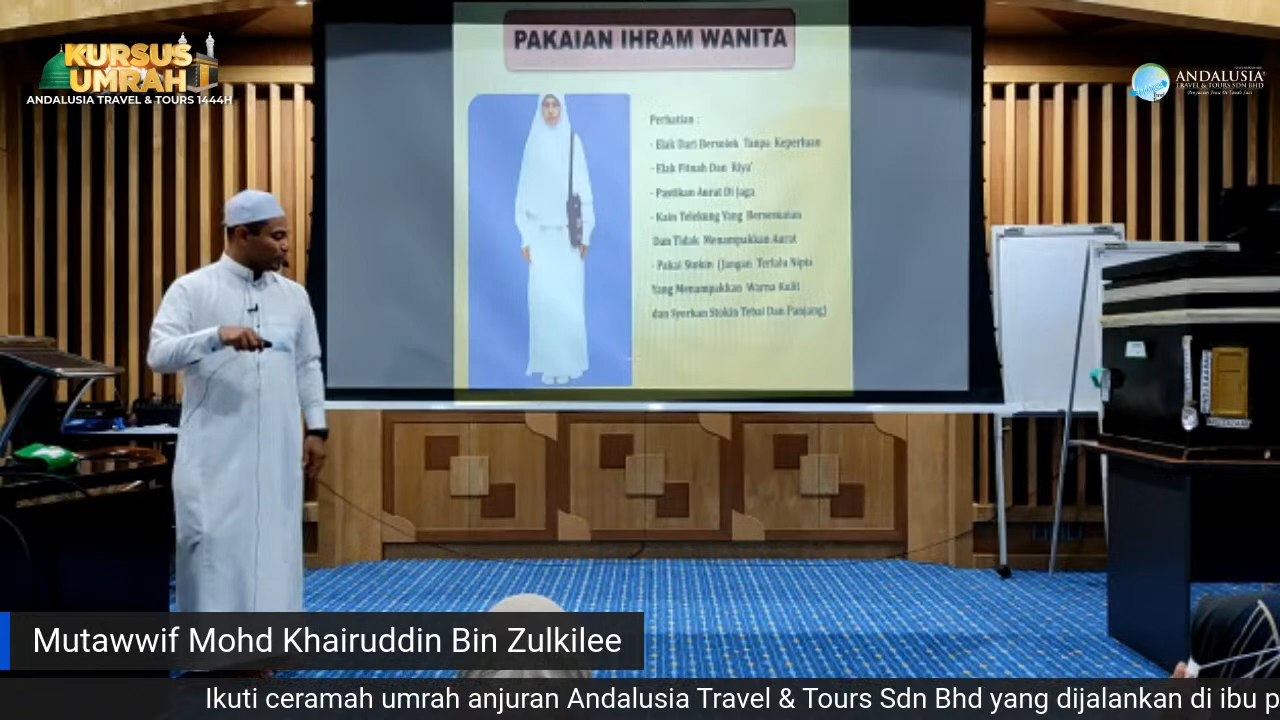 KURSUS
UMRAH
ANDALUSIA TRAVEL & TOURS 1444H
ANDALUSIA
TRAVEL & TOURS SDN BHD
PAKAIAN IHRAM WANITA
Perhatian :
- Elak Dari Bersolek Tanpa Keperluan
- Elak Fitnah Dan Riya'
- Pastikan Aurat Di Jaga
- Kain Telekung Yang Bersesuaian
Dan Tidak Menampakkan Aurat
- Pakai Stokin (Jangan Terlalu Nipis
Yang Menampakkan Warna Kulit
dan Syorkan Stokin Tebal Dan Panjang)
MULTAZAM
Mutawwif Mohd Khairuddin Bin Zulkilee
Ikuti ceramah umrah anjuran Andalusia Travel & Tours Sdn Bhd yang dijalankan di ibu p